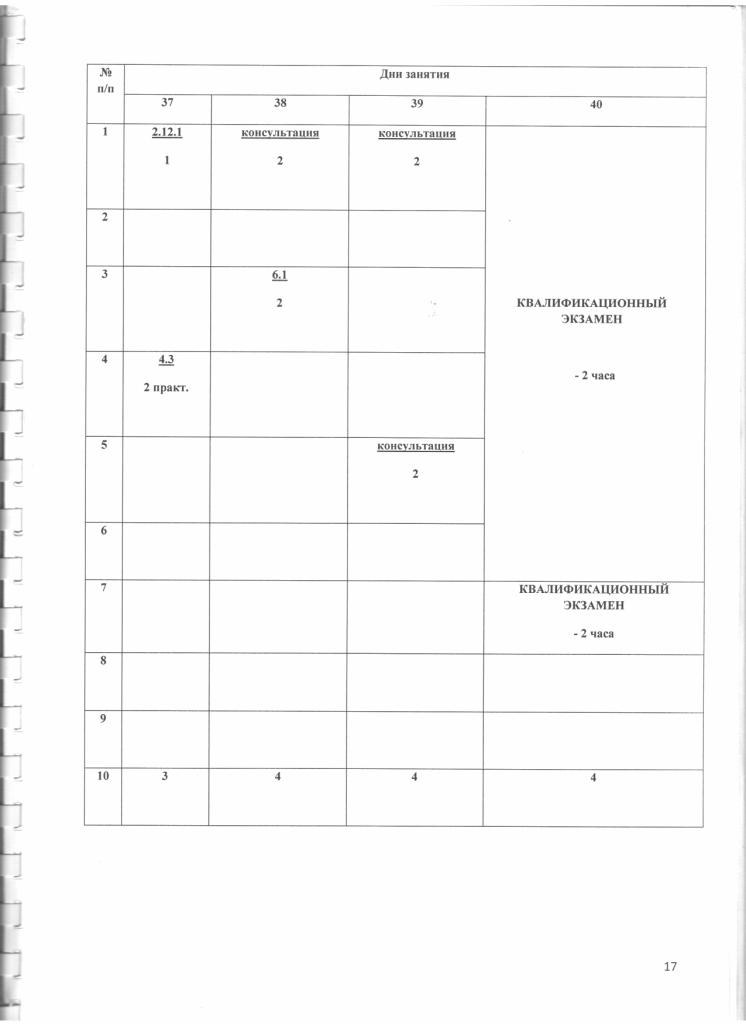 №
п/п
Дни занятия
37 38 39 40
1 2.12.1 консультация консультация
1 2 2
2
3 6.1
2 КВАЛИФИКАЦИОННЫЙ
ЭКЗАМЕН
4 4.3
2 практ. - 2 часа
5 консультация
2
6
7 КВАЛИФИКАЦИОННЫЙ
ЭКЗАМЕН
- 2 часа
8
9
10 3 4 4 4
17